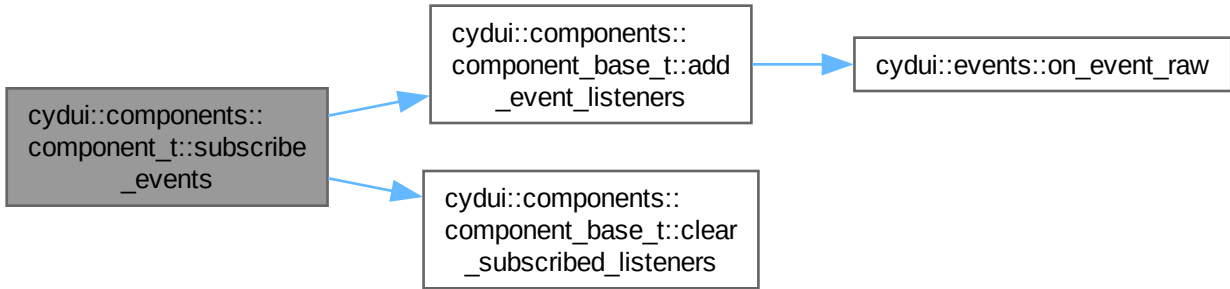 cydui::components::
component_t::subscribe
_events
cydui::components::
component_base_t::add
_event_listeners
cydui::events::on_event_raw
cydui::components::
component_base_t::clear
_subscribed_listeners